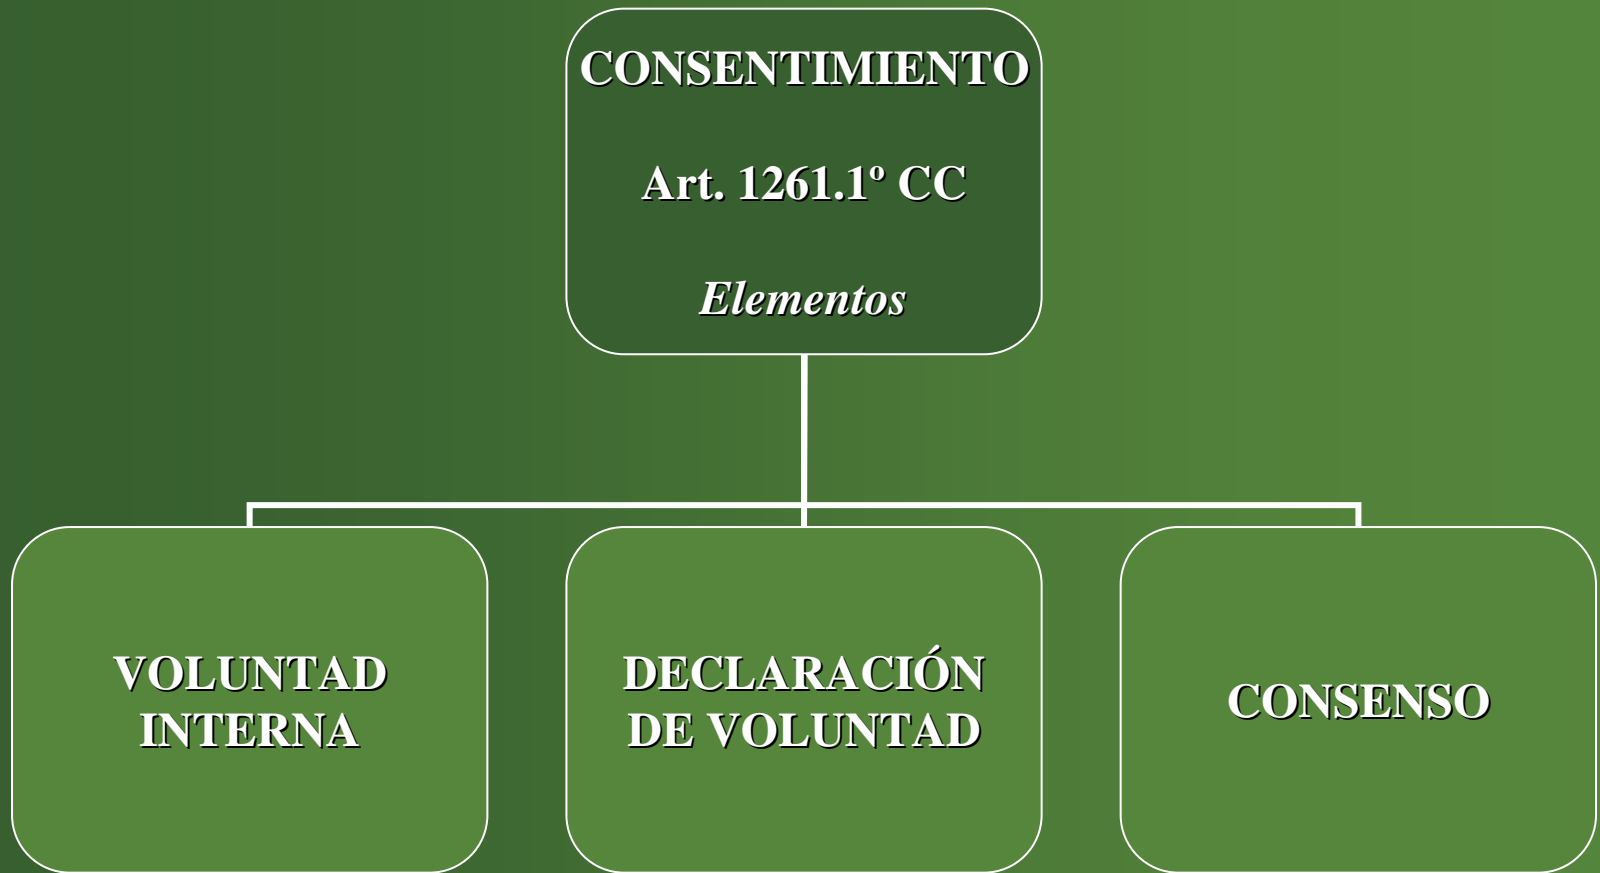 CONSENTIMIENTO
Art. 1261.1º CC
Elementos
VOLUNTAD
INTERNA
DECLARACIÓN
DE VOLUNTAD
CONSENSO